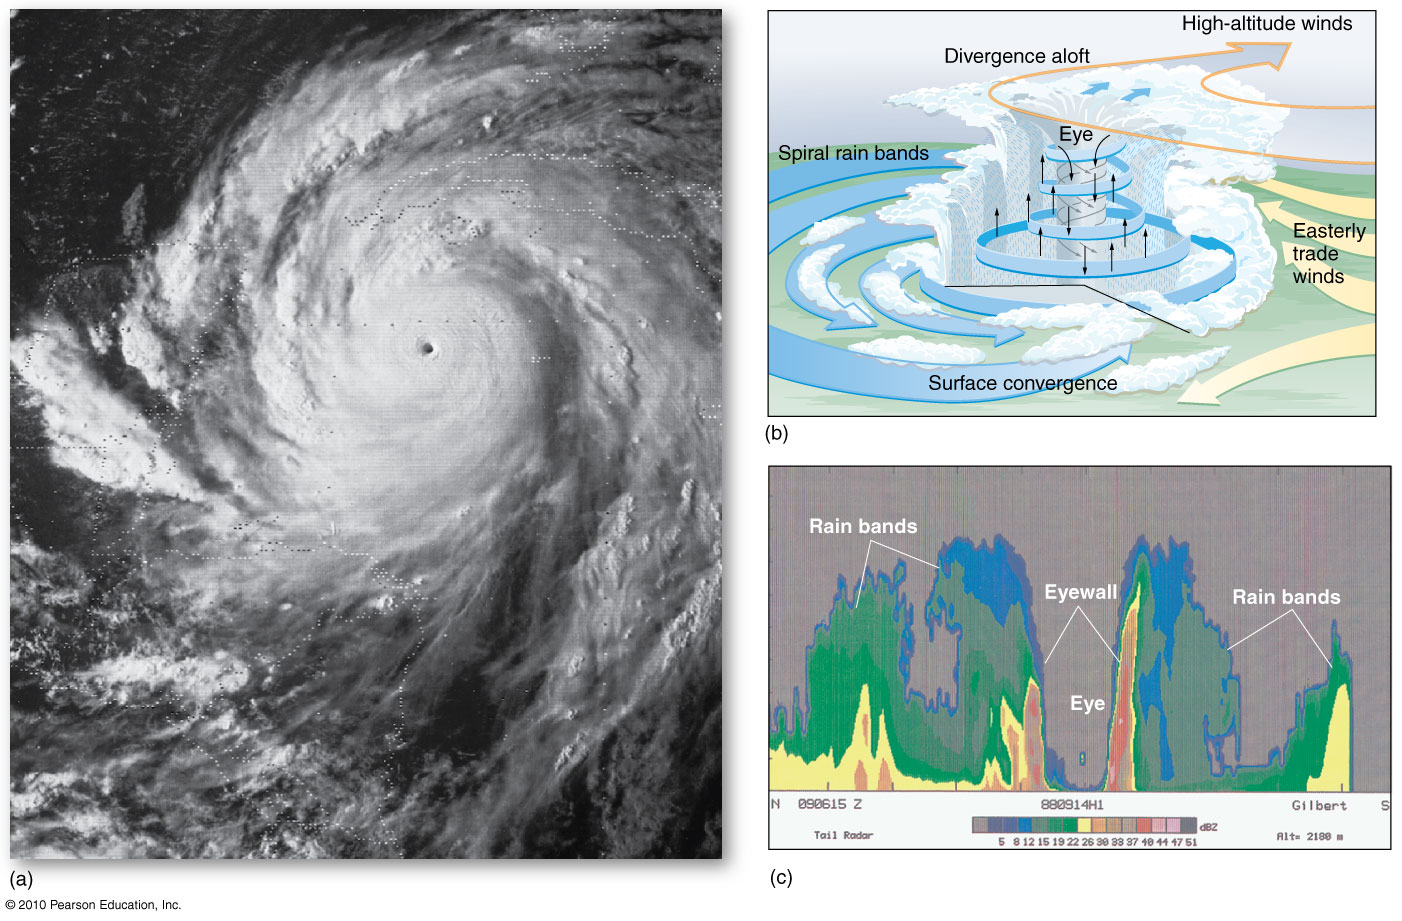 High-altitude winds
Divergence aloft
Eye
Spiral rain bands
Easterly
trade
winds
Surface convergence
(b)
Rain bands
Eyewall
Rain bands
Eye
N 090615 Z 880914H1 Gilbert S
Tail Radar
dBZ
5 8 12 15 19 22 26 30 33 37 40 44 47 51
Alt= 2180 m
(a)
(c)
© 2010 Pearson Education, Inc.